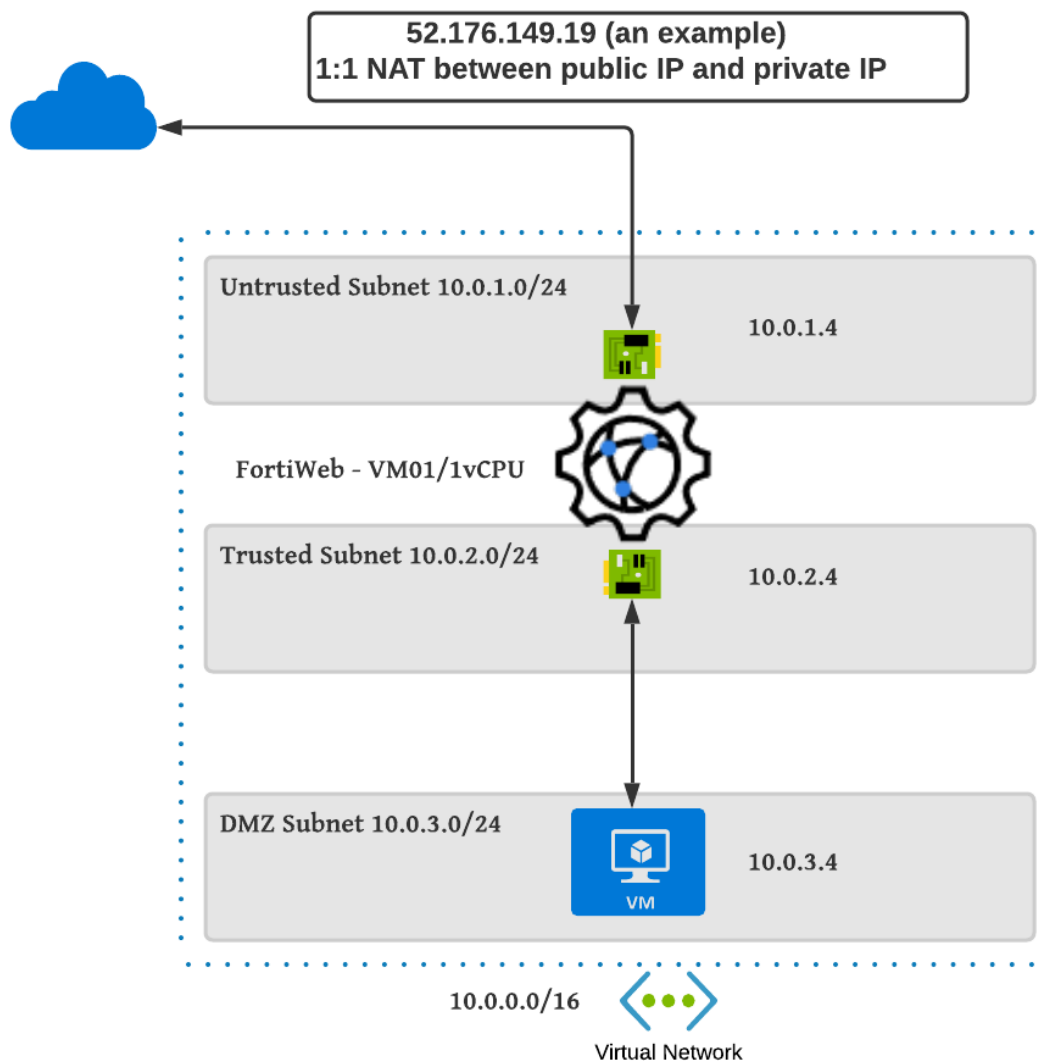 52.176.149.19 (an example)
1:1 NAT between public IP and private IP
Untrusted Subnet 10.0.1.0/24
10.0.1.4
FortiWeb - VM01/1vCPU
Trusted Subnet 10.0.2.0/24
10.0.2.4
DMZ Subnet 10.0.3.0/24
10.0.3.4
VM
10.0.0.0/16
Virtual Network